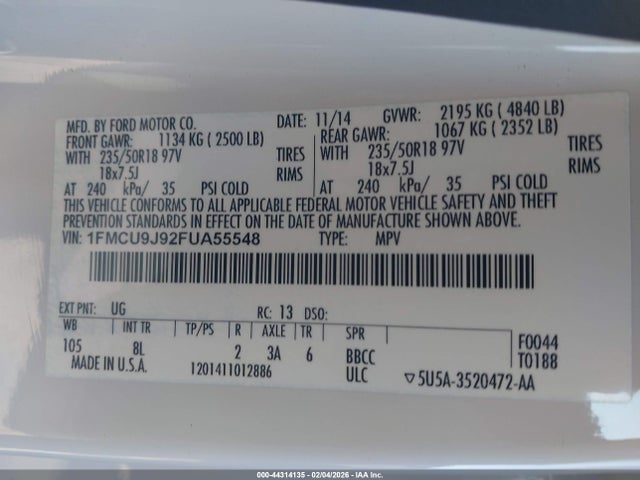 MFD. BY FORD MOTOR CO. DATE: 11/14 GVWR: 2195 KG ( 4840 LB)
FRONT GAWR: 1134 KG ( 2500 LB) REAR GAWR: 1067 KG ( 2352 LB)
WITH 235/50R18 97V TIRES WITH 235/50R18 97V TIRES
18x7.5J RIMS 18x7.5J RIMS
AT 240 kPa/ 35 PSI COLD AT 240 kPa/ 35 PSI COLD
THIS VEHICLE CONFORMS TO ALL APPLICABLE FEDERAL MOTOR VEHICLE SAFETY AND THEFT
PREVENTION STANDARDS IN EFFECT ON THE DATE OF MANUFACTURE SHOWN ABOVE.
VIN: 1FMCU9J92FUA55548 TYPE: MPV
EXT PNT: UG RC: 13 DSO:
WB INT TR TP/PS R AXLE TR SPR F0044
105 8L 2 3A 6 BBCC T0188
MADE IN U.S.A. 1201411012886 ULC ▽5U5A-3520472-AA
000-44314135 - 02/04/2026 - IAA Inc.